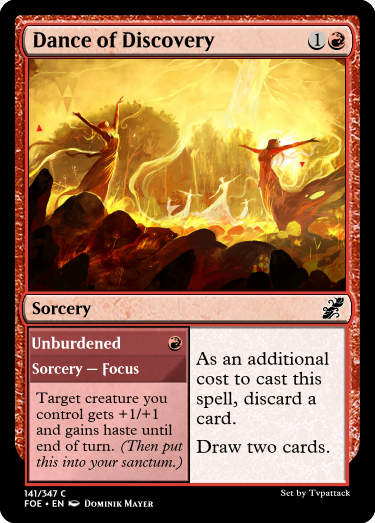 Dance of Discovery 1
Sorcery
Unburdened
Sorcery — Focus
Target creature you
control gets +1/+1
and gains haste until
end of turn. (Then put
this into your sanctum.)
As an additional
cost to cast this
spell, discard a
card.
Draw two cards.
141/347 C
FOE • EN Dominik Mayer
Set by Tvpattack